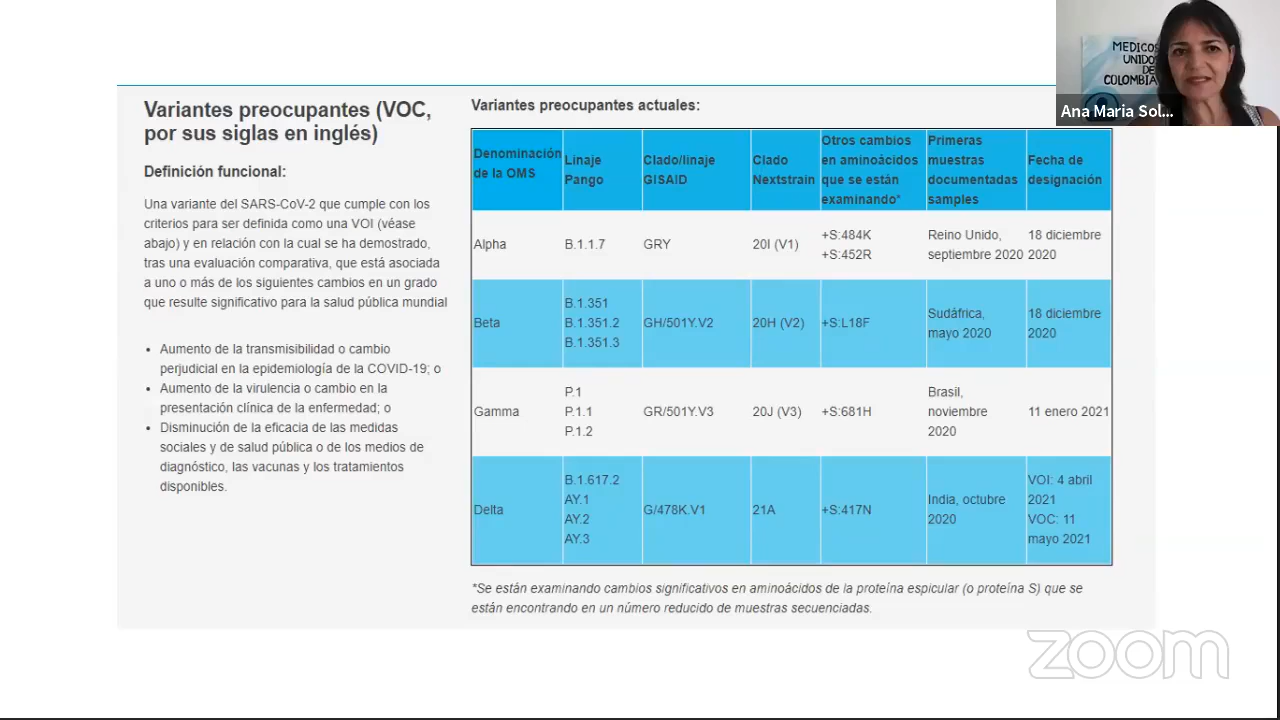 MEDICOS
UNIDOS
DE
COLOMBIA
Ana Maria Sol...
Variantes preocupantes (VOC,
por sus siglas en inglés)
Definición funcional:
Una variante del SARS-CoV-2 que cumple con los
criterios para ser definida como una VOI (véase
abajo) y en relación con la cual se ha demostrado,
tras una evaluación comparativa, que está asociada
a uno o más de los siguientes cambios en un grado
que resulte significativo para la salud pública mundial
• Aumento de la transmisibilidad o cambio
perjudicial en la epidemiología de la COVID-19; o
• Aumento de la virulencia o cambio en la
presentación clínica de la enfermedad; o
• Disminución de la eficacia de las medidas
sociales y de salud pública o de los medios de
diagnóstico, las vacunas y los tratamientos
disponibles.
Variantes preocupantes actuales:
Denominación
de la OMS
Linaje
Pango
Clado/linaje
GISAID
Clado
Nextstrain
Otros cambios
en aminoácidos
que se están
examinando*
Primeras
muestras
documentadas
samples
Fecha de
designación
Alpha
B.1.1.7
GRY
20I (V1)
+S:484K
+S:452R
Reino Unido,
septiembre 2020
18 diciembre
2020
Beta
B.1.351
B.1.351.2
B.1.351.3
GH/501Y.V2
20H (V2)
+S:L18F
Sudáfrica,
mayo 2020
18 diciembre
2020
Gamma
P.1
P.1.1
P.1.2
GR/501Y.V3
20J (V3)
+S:681H
Brasil,
noviembre
2020
11 enero 2021
Delta
B.1.617.2
AY.1
AY.2
AY.3
G/478K.V1
21A
+S:417N
India, octubre
2020
VOI: 4 abril
2021
VOC: 11
mayo 2021
*Se están examinando cambios significativos en aminoácidos de la proteína espicular (o proteína S) que se
están encontrando en un número reducido de muestras secuenciadas.
zoom